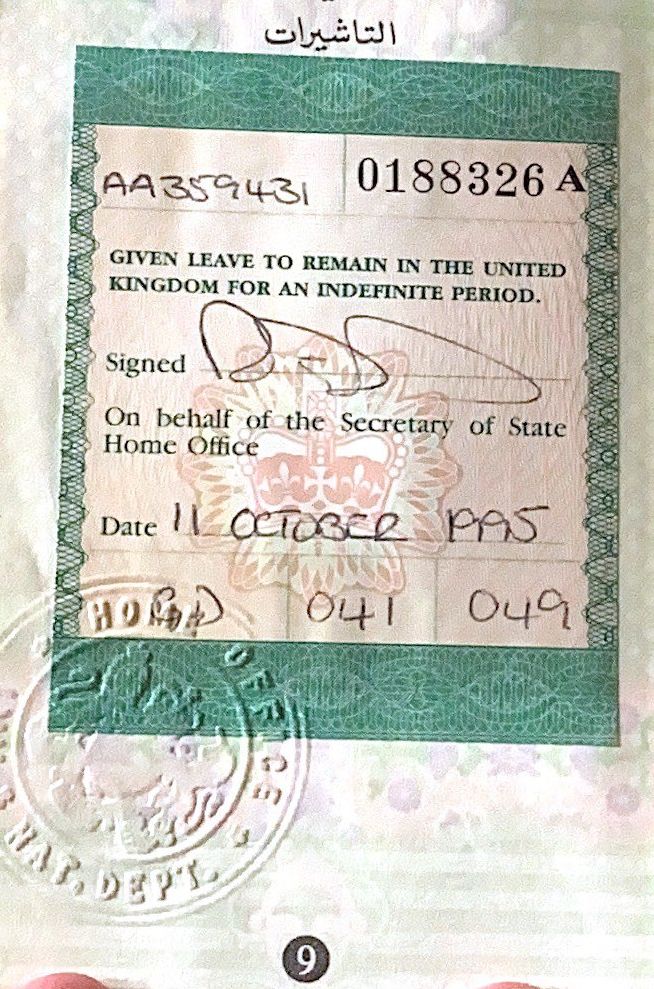 التاشيرات
AA359431 0188326 A
GIVEN LEAVE TO REMAIN IN THE UNITED
KINGDOM FOR AN INDEFINITE PERIOD.
Signed
On behalf of the Secretary of State
Home Office
Date 11 OCTOBER 1995
041 049
HOME OFFICE
NAT. DEPT.
9